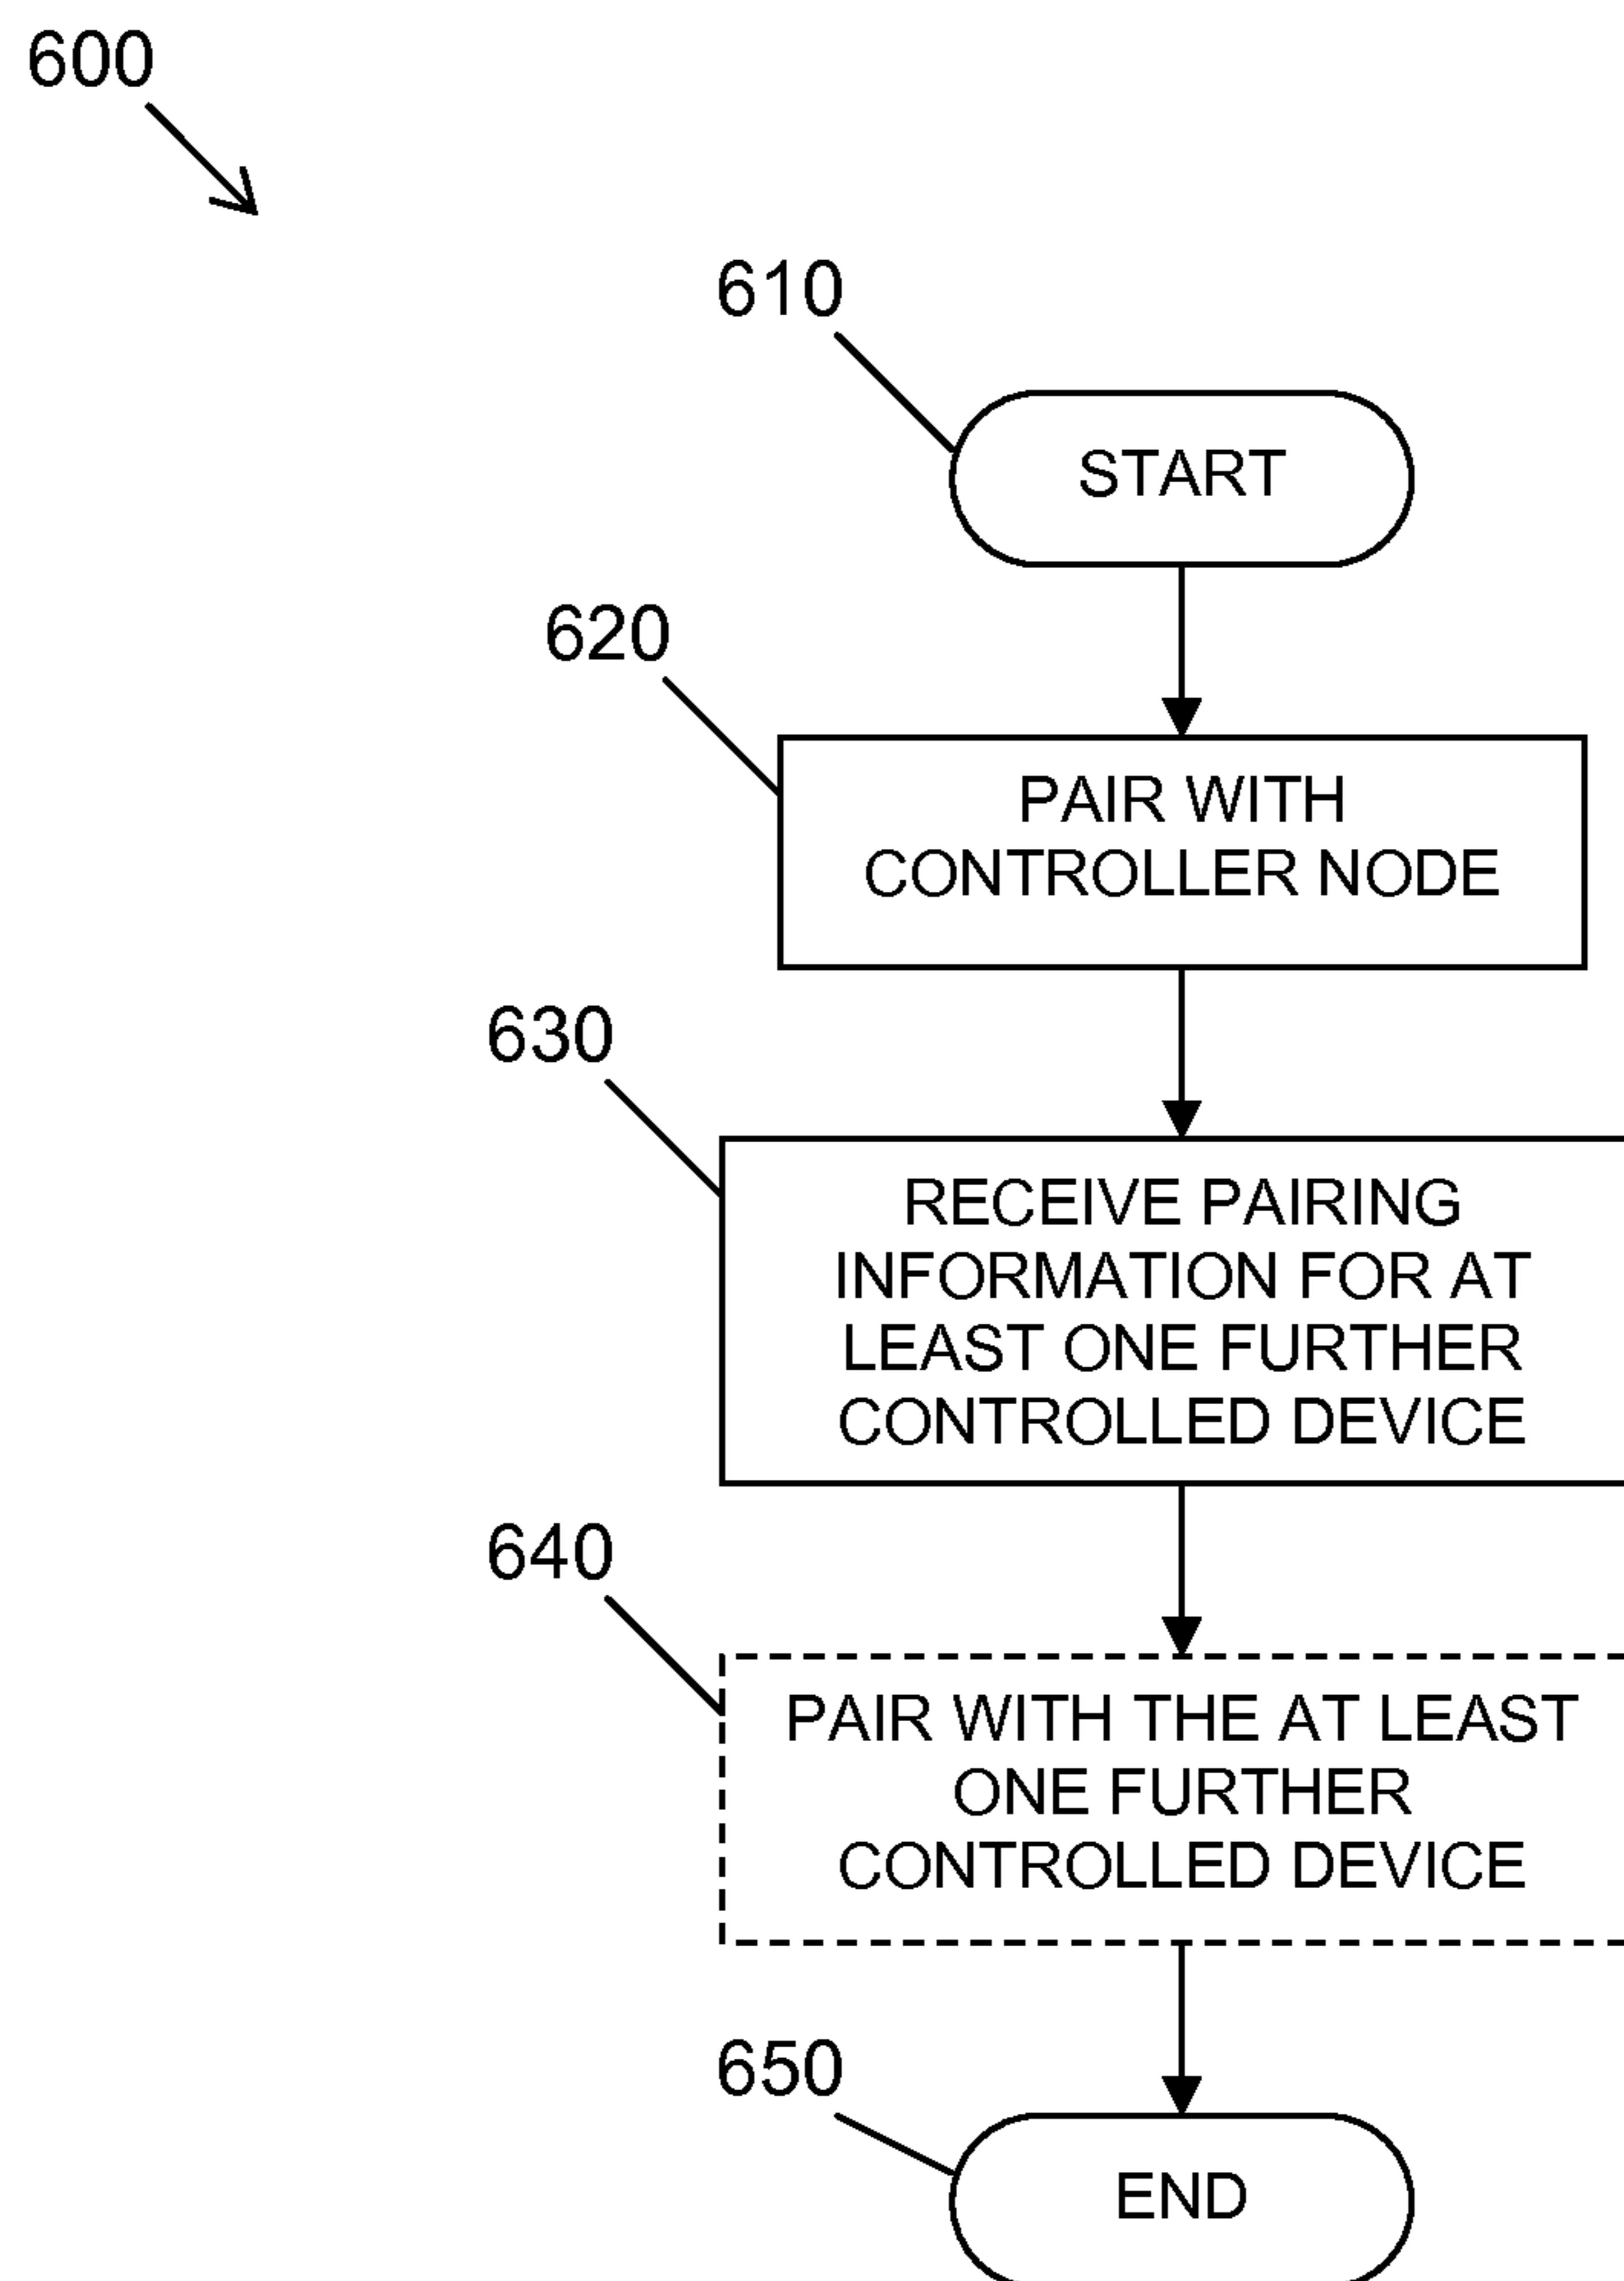 600
610
START
620
PAIR WITH
CONTROLLER NODE
630
RECEIVE PAIRING
INFORMATION FOR AT
LEAST ONE FURTHER
CONTROLLED DEVICE
640
PAIR WITH THE AT LEAST
ONE FURTHER
CONTROLLED DEVICE
650
END